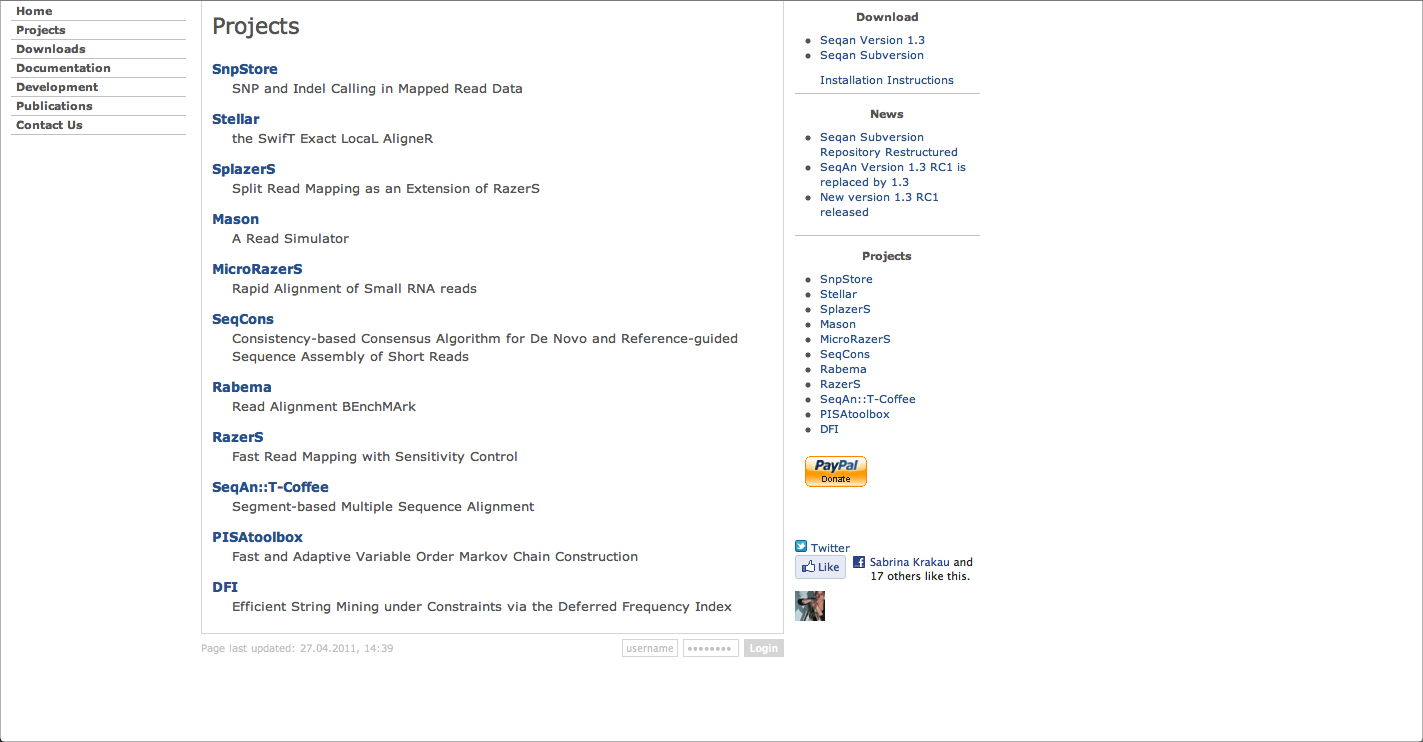 Home
Projects
Downloads
Documentation
Development
Publications
Contact Us
Projects
SnpStore
SNP and Indel Calling in Mapped Read Data
Stellar
the SwifT Exact LocaL AligneR
SplazerS
Split Read Mapping as an Extension of RazerS
Mason
A Read Simulator
MicroRazerS
Rapid Alignment of Small RNA reads
SeqCons
Consistency-based Consensus Algorithm for De Novo and Reference-guided
Sequence Assembly of Short Reads
Rabema
Read Alignment BEnchMArk
RazerS
Fast Read Mapping with Sensitivity Control
SeqAn::T-Coffee
Segment-based Multiple Sequence Alignment
PISAtoolbox
Fast and Adaptive Variable Order Markov Chain Construction
DFI
Efficient String Mining under Constraints via the Deferred Frequency Index
Page last updated: 27.04.2011, 14:39
username
••••••••
Login
Download
Seqan Version 1.3
Seqan Subversion
Installation Instructions
News
Seqan Subversion
Repository Restructured
SeqAn Version 1.3 RC1 is
replaced by 1.3
New version 1.3 RC1
released
Projects
SnpStore
Stellar
SplazerS
Mason
MicroRazerS
SeqCons
Rabema
RazerS
SeqAn::T-Coffee
PISAtoolbox
DFI
PayPal
Donate
Twitter
Like
Sabrina Krakau and
17 others like this.